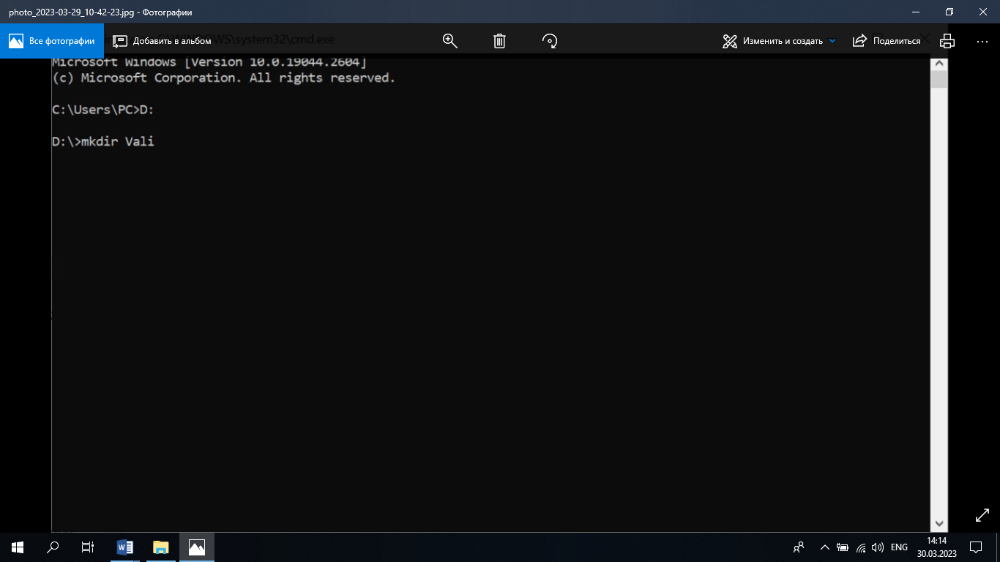 photo_2023-03-29_10-42-23.jpg - Фотографии
Все фотографии
Добавить в альбом
\system32\cmd.exe
Изменить и создать
Поделиться
Microsoft Windows [Version 10.0.19044.2604]
(c) Microsoft Corporation. All rights reserved.
C:\Users\PC>D:
D:\>mkdir Vali
ENG
14:14
30.03.2023